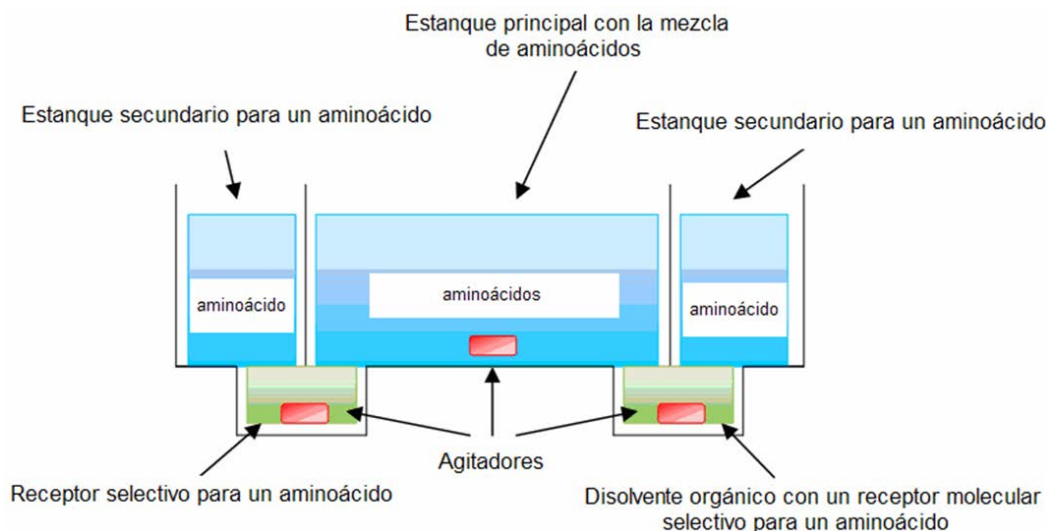 Estanque principal con la mezcla
de aminoácidos
Estanque secundario para un aminoácido
Estanque secundario para un aminoácido
aminoácido
aminoácidos
aminoácido
Agitadores
Receptor selectivo para un aminoácido
Disolvente orgánico con un receptor molecular
selectivo para un aminoácido